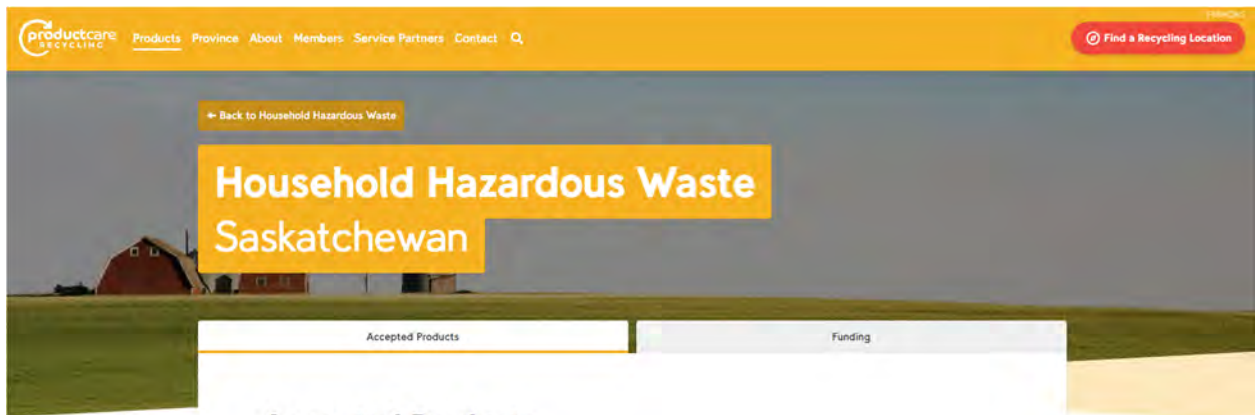 FRANÇAIS
productcare
RECYCLING
Products Province About Members Service Partners Contact
Find a Recycling Location
← Back to Household Hazardous Waste
Household Hazardous Waste
Saskatchewan
Accepted Products Funding